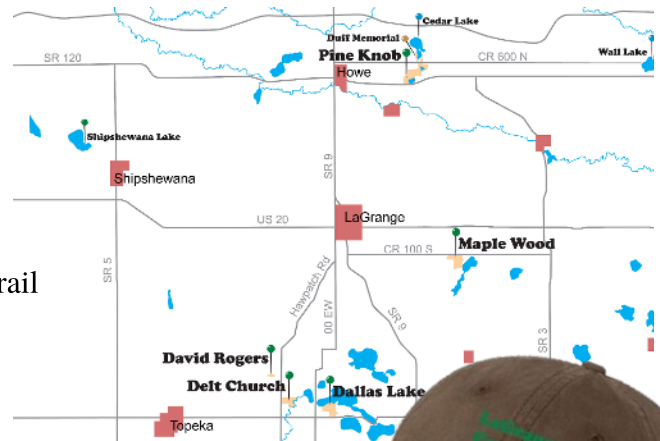 Cedar Lake
Duff Memorial
Pine Knob
CR 600 N
Wall Lake
SR 120
Howe
Shipshewana Lake
Shipshewana
SR 9
LaGrange
US 20
CR 100 S
Maple Wood
SR 5
rail
Hawpatch Rd
00 EW
SR 9
SR 3
David Rogers
Delt Church
Dallas Lake
Topeka